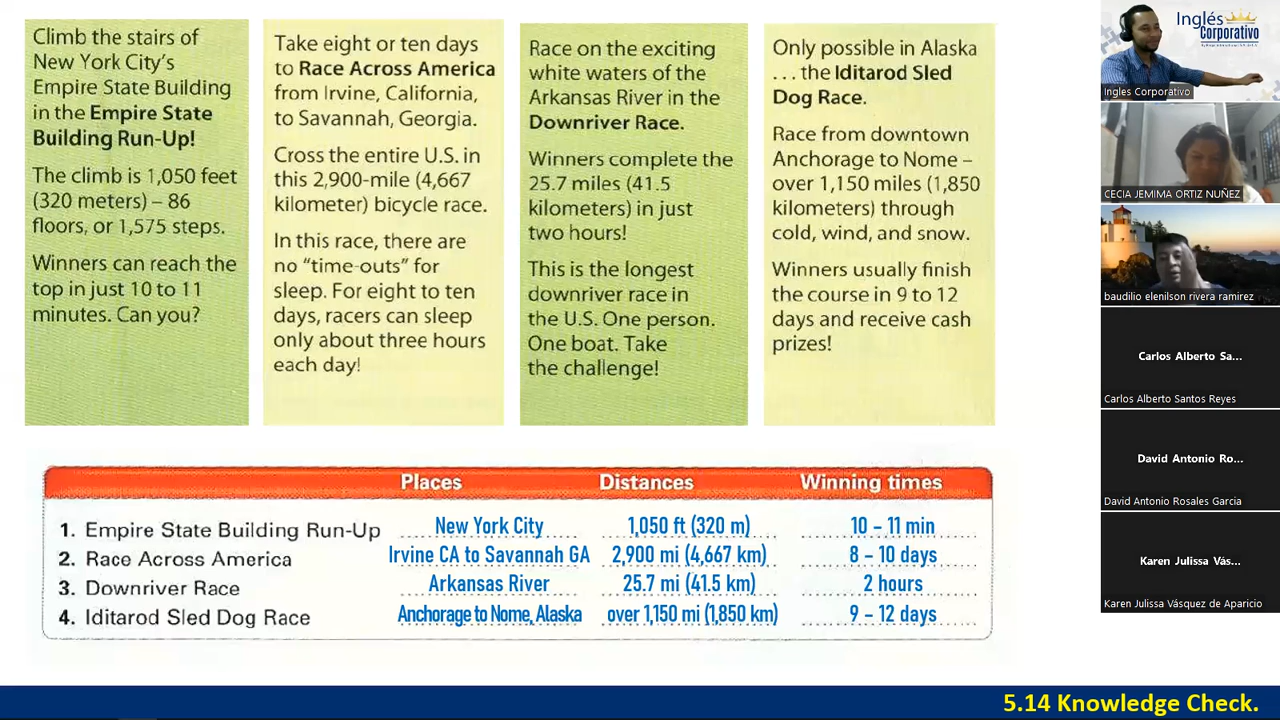 Climb the stairs of
New York City's
Empire State Building
in the Empire State
Building Run-Up!
The climb is 1,050 feet
(320 meters) – 86
floors, or 1,575 steps.
Winners can reach the
top in just 10 to 11
minutes. Can you?
Take eight or ten days
to Race Across America
from Irvine, California,
to Savannah, Georgia.
Cross the entire U.S. in
this 2,900-mile (4,667
kilometer) bicycle race.
In this race, there are
no “time-outs” for
sleep. For eight to ten
days, racers can sleep
only about three hours
each day!
Race on the exciting
white waters of the
Arkansas River in the
Downriver Race.
Winners complete the
25.7 miles (41.5
kilometers) in just
two hours!
This is the longest
downriver race in
the U.S. One person.
One boat. Take
the challenge!
Only possible in Alaska
. . . the Iditarod Sled
Dog Race.
Race from downtown
Anchorage to Nome –
over 1,150 miles (1,850
kilometers) through
cold, wind, and snow.
Winners usually finish
the course in 9 to 12
days and receive cash
prizes!
Places Distances Winning times
1. Empire State Building Run-Up New York City 1,050 ft (320 m) 10 – 11 min
2. Race Across America Irvine CA to Savannah GA 2,900 mi (4,667 km) 8 – 10 days
3. Downriver Race Arkansas River 25.7 mi (41.5 km) 2 hours
4. Iditarod Sled Dog Race Anchorage to Nome, Alaska over 1,150 mi (1,850 km) 9 – 12 days
5.14 Knowledge Check.
Inglés
Corporativo
Ingles Corporativo
CECIA JEMIMA ORTIZ NUÑEZ
baudilio elenilson rivera ramirez
Carlos Alberto Sa...
Carlos Alberto Santos Reyes
David Antonio Ro...
David Antonio Rosales Garcia
Karen Julissa Vás...
Karen Julissa Vásquez de Aparicio